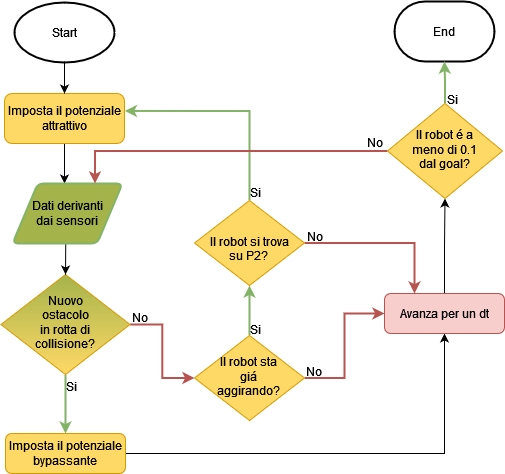 Start
End
Imposta il potenziale
attrattivo
Si
Il robot é a
meno di 0.1
dal goal?
No
Dati derivanti
dai sensori
Si
Il robot si trova
su P2?
No
Nuovo
ostacolo
in rotta di
collisione?
No
Avanza per un dt
Si
Il robot sta
giá
aggirando?
No
Si
Imposta il potenziale
bypassante